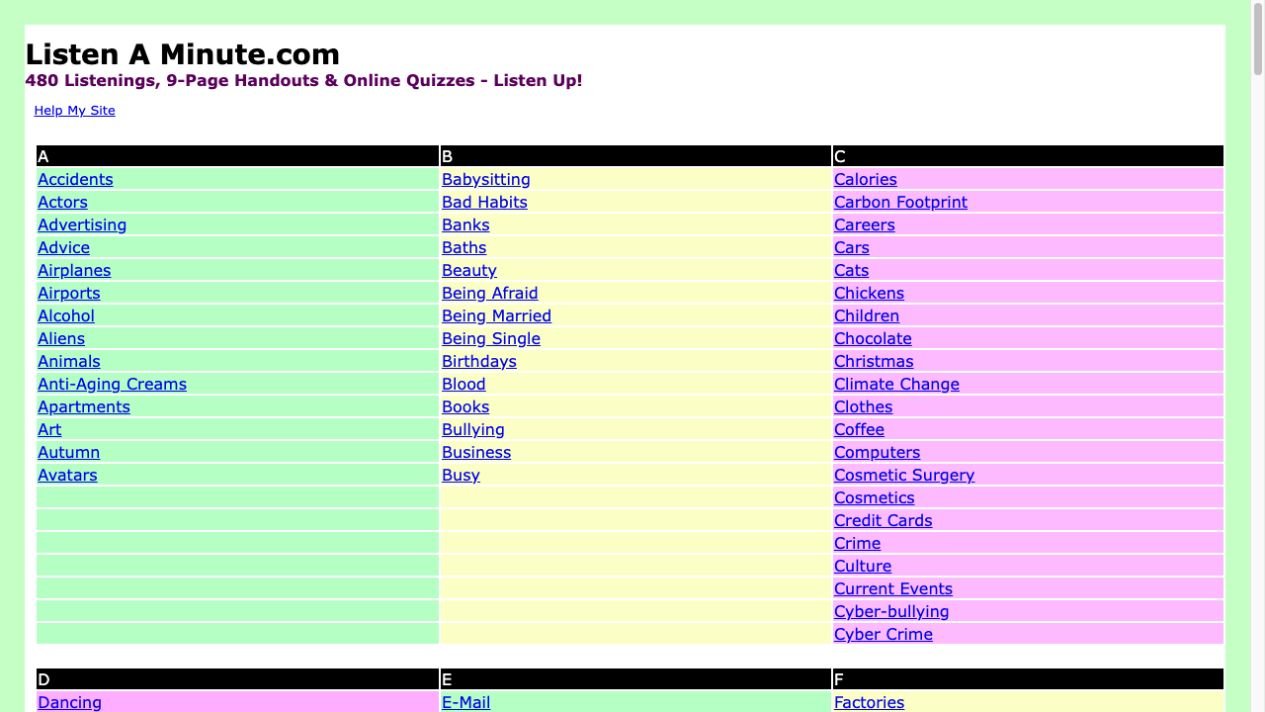 Listen A Minute.com
480 Listenings, 9-Page Handouts & Online Quizzes - Listen Up!
Help My Site
A B C
Accidents Babysitting Calories
Actors Bad Habits Carbon Footprint
Advertising Banks Careers
Advice Baths Cars
Airplanes Beauty Cats
Airports Being Afraid Chickens
Alcohol Being Married Children
Aliens Being Single Chocolate
Animals Birthdays Christmas
Anti-Aging Creams Blood Climate Change
Apartments Books Clothes
Art Bullying Coffee
Autumn Business Computers
Avatars Busy Cosmetic Surgery
Cosmetics
Credit Cards
Crime
Culture
Current Events
Cyber-bullying
Cyber Crime
D E F
Dancing E-Mail Factories